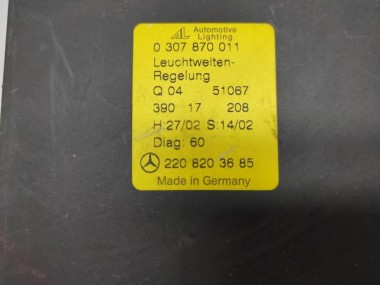 AL Automotive
Lighting
0 307 870 011
Leuchtweiten-
Regelung
Q 04 51067
390 17 208
H:27/02 S:14/02
Diag: 60
220 820 36 85
Made in Germany